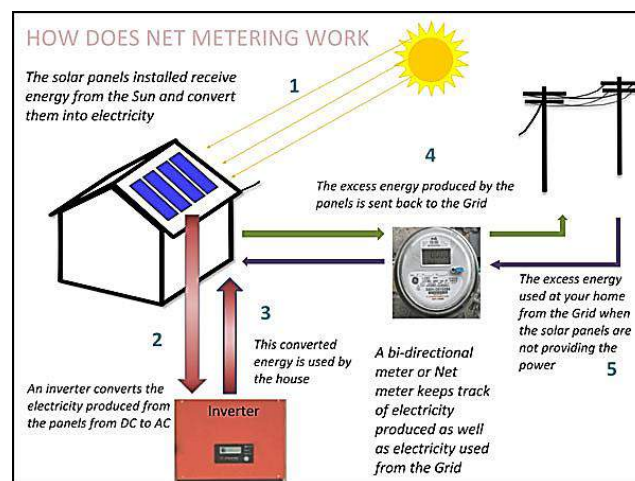 HOW DOES NET METERING WORK
The solar panels installed receive
energy from the Sun and convert
them into electricity
1
4
The excess energy produced by the
panels is sent back to the Grid
2
3
This converted
energy is used by
the house
An inverter converts the
electricity produced from
the panels from DC to AC
Inverter
A bi-directional
meter or Net
meter keeps track
of electricity
produced as well
as electricity used
from the Grid
The excess energy
used at your home
from the Grid when
the solar panels are
not providing the
power
5